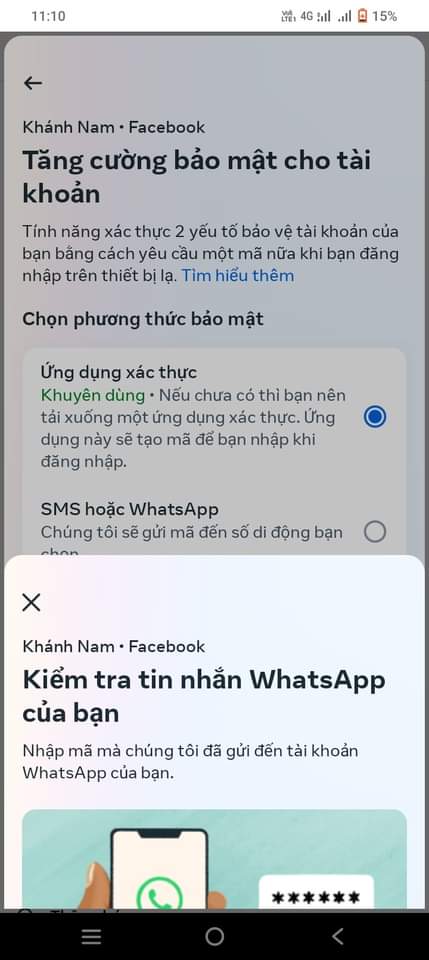 11:10
4G
15%
Khánh Nam • Facebook
Tăng cường bảo mật cho tài
khoản
Tính năng xác thực 2 yếu tố bảo vệ tài khoản của
bạn bằng cách yêu cầu một mã nữa khi bạn đăng
nhập trên thiết bị lạ. Tìm hiểu thêm
Chọn phương thức bảo mật
Ứng dụng xác thực
Khuyên dùng • Nếu chưa có thì bạn nên
tải xuống một ứng dụng xác thực. Ứng
dụng này sẽ tạo mã để bạn nhập khi
đăng nhập.
SMS hoặc WhatsApp
Chúng tôi sẽ gửi mã đến số di động bạn
chọn.
Khánh Nam • Facebook
Kiểm tra tin nhắn WhatsApp
của bạn
Nhập mã mà chúng tôi đã gửi đến tài khoản
WhatsApp của bạn.
******